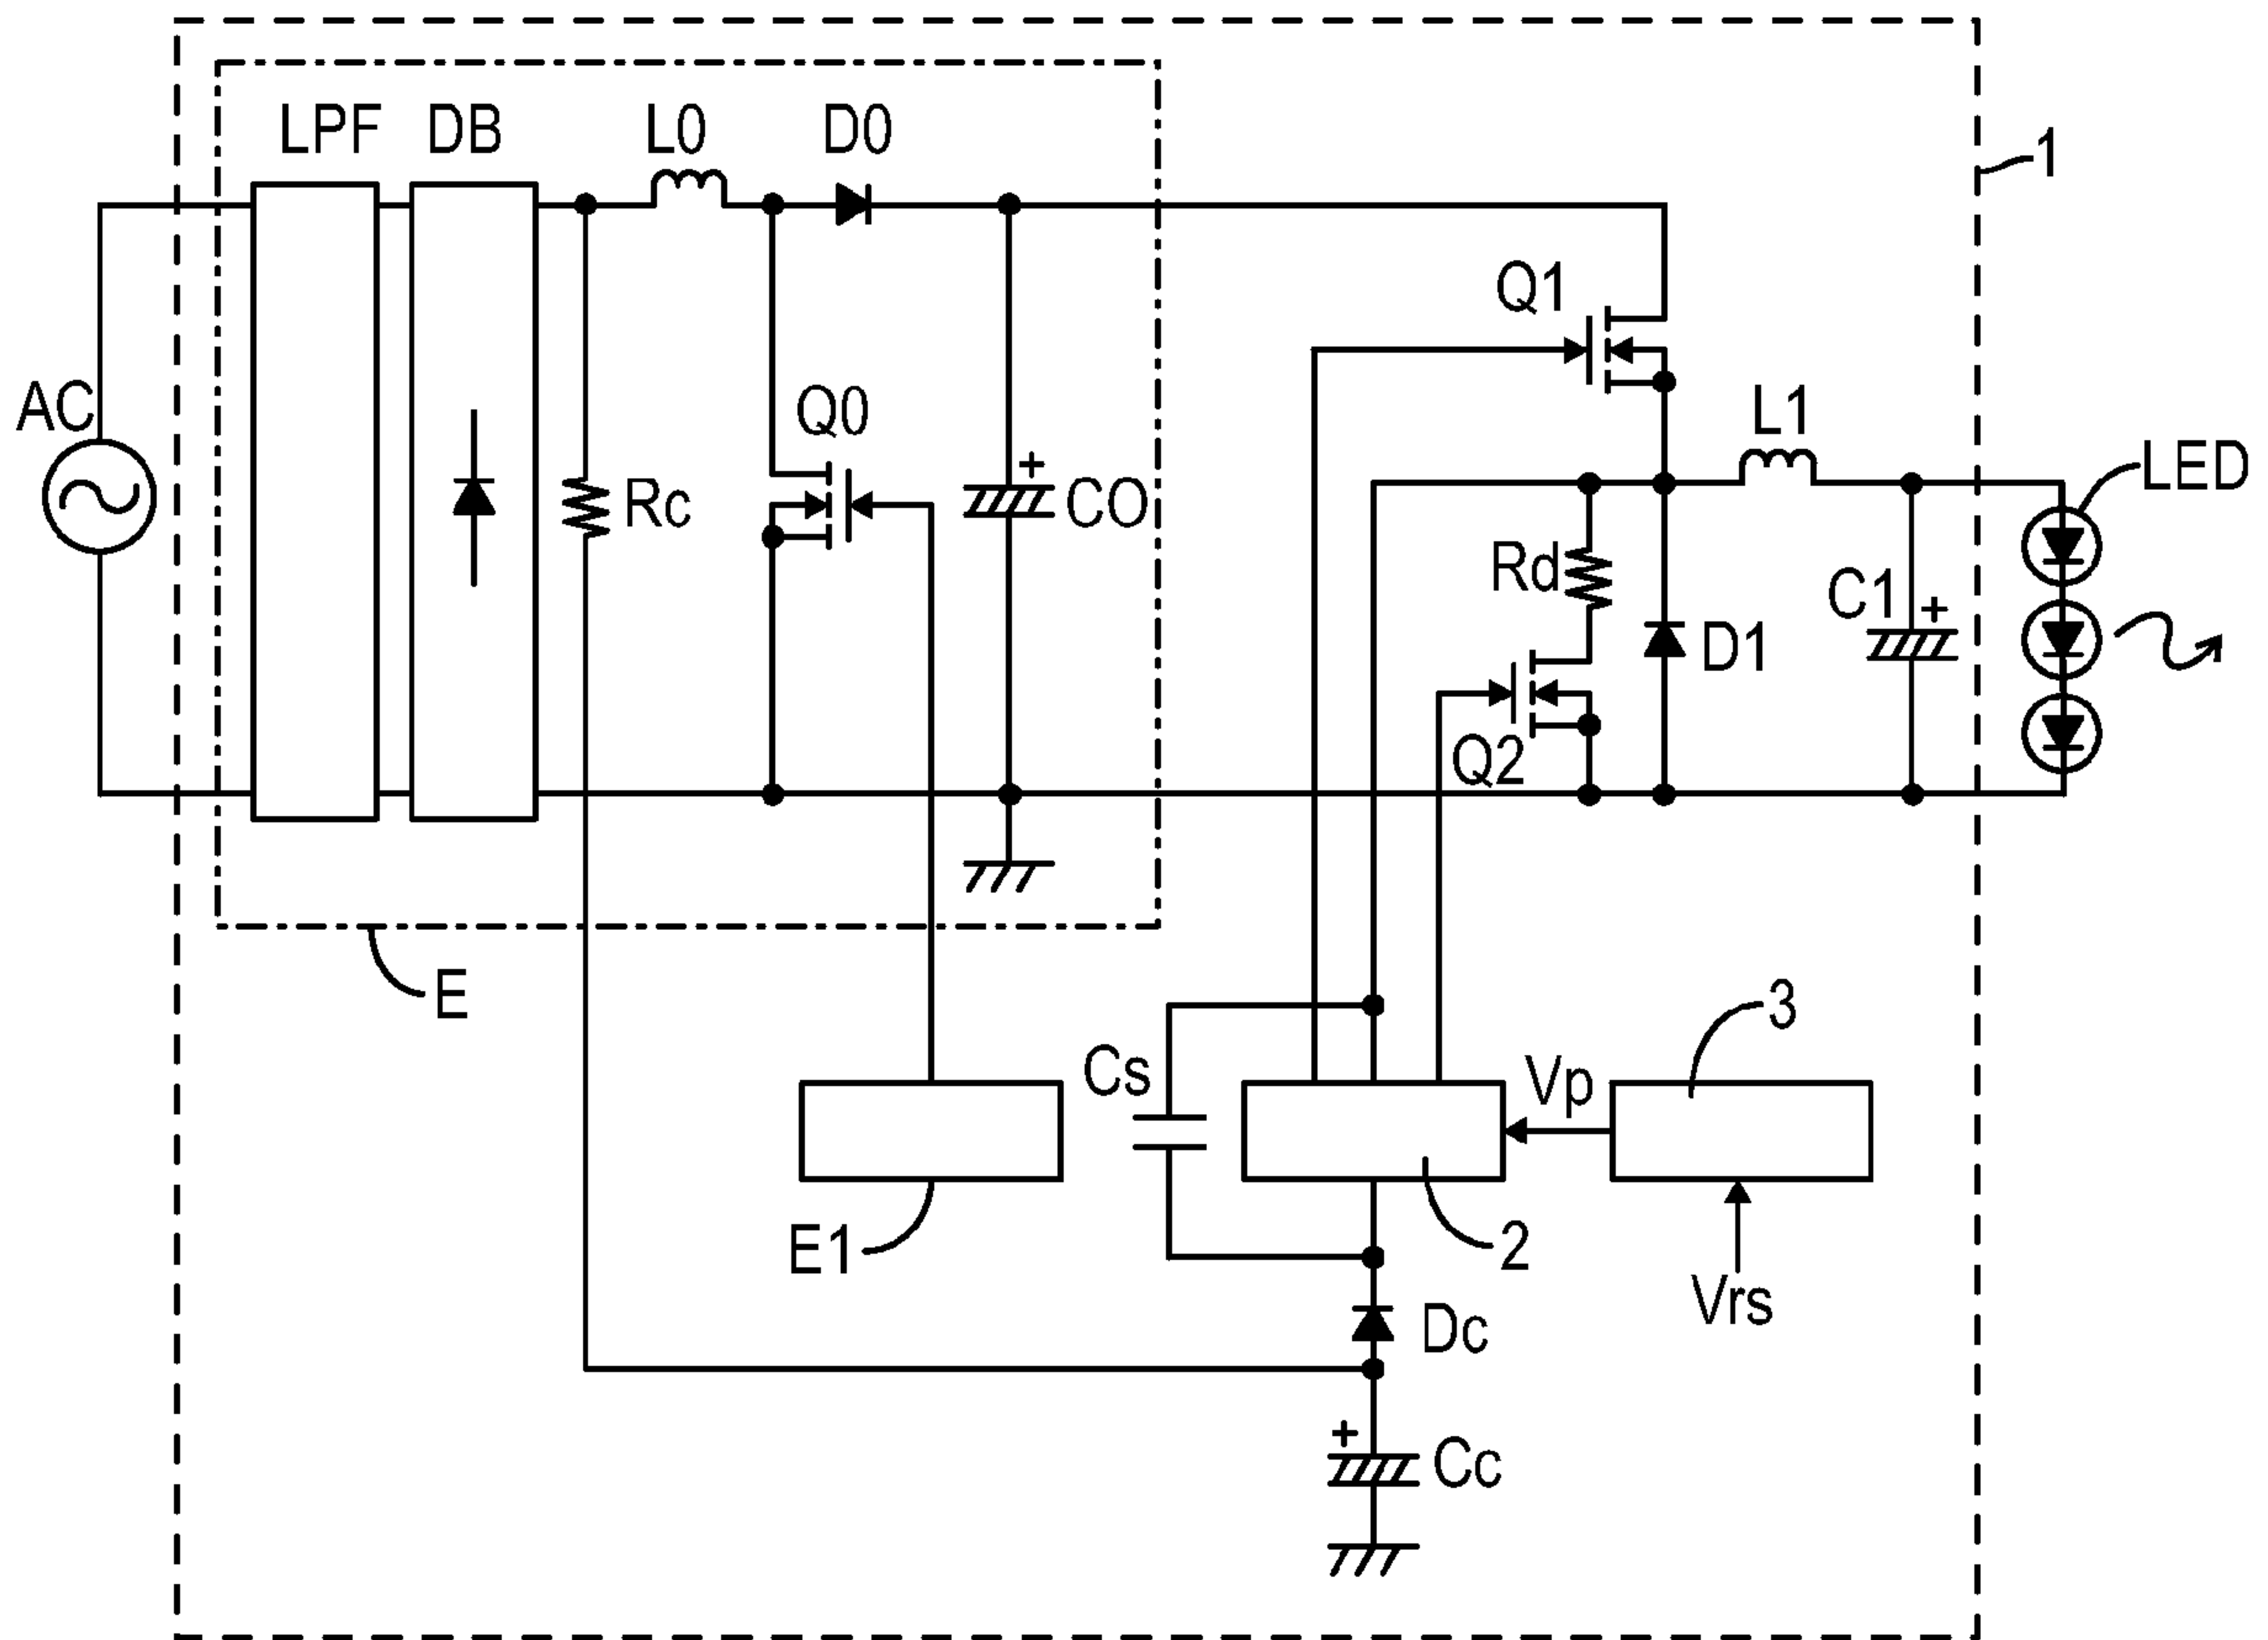 1
LPF DB L0 D0
Q1
AC
Q0
L1
LED
Rc
CO
Rd
C1
+
+
D1
Q2
E
3
Cs
Vp
E1
2
Vrs
Dc
+
Cc